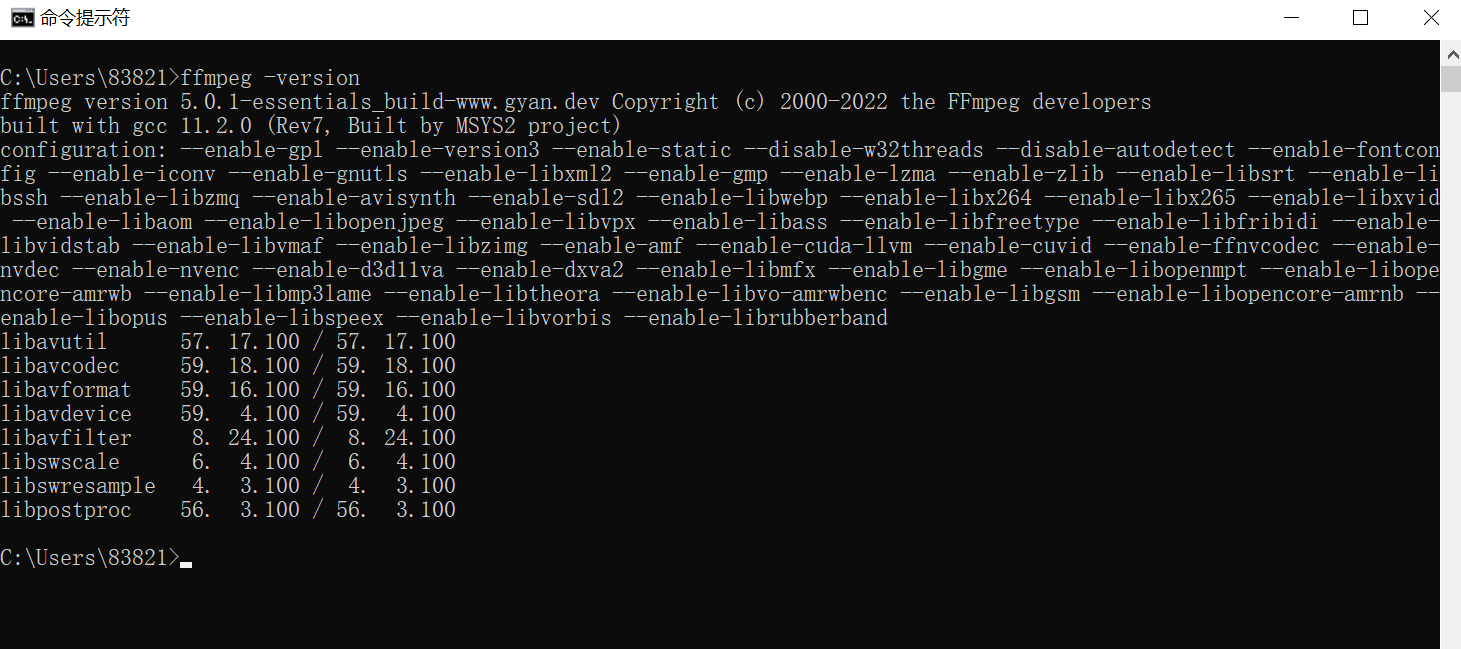 命令提示符
C:\Users\83821>ffmpeg -version
ffmpeg version 5.0.1-essentials_build-www.gyan.dev Copyright (c) 2000-2022 the FFmpeg developers
built with gcc 11.2.0 (Rev7, Built by MSYS2 project)
configuration: --enable-gpl --enable-version3 --enable-static --disable-w32threads --disable-autodetect --enable-fontcon
fig --enable-iconv --enable-gnutls --enable-libxml2 --enable-gmp --enable-lzma --enable-zlib --enable-libsrt --enable-li
bssh --enable-libzmq --enable-avisynth --enable-sdl2 --enable-libwebp --enable-libx264 --enable-libx265 --enable-libxvid
 --enable-libaom --enable-libopenjpeg --enable-libvpx --enable-libass --enable-libfreetype --enable-libfribidi --enable-
libvidstab --enable-libvmaf --enable-libzimg --enable-amf --enable-cuda-llvm --enable-cuvid --enable-ffnvcodec --enable-
nvdec --enable-nvenc --enable-d3d11va --enable-dxva2 --enable-libmfx --enable-libgme --enable-libopenmpt --enable-libope
ncore-amrwb --enable-libmp3lame --enable-libtheora --enable-libvo-amrwbenc --enable-libgsm --enable-libopencore-amrnb --
enable-libopus --enable-libspeex --enable-libvorbis --enable-librubberband
libavutil      57. 17.100 / 57. 17.100
libavcodec     59. 18.100 / 59. 18.100
libavformat    59. 16.100 / 59. 16.100
libavdevice    59.  4.100 / 59.  4.100
libavfilter     8. 24.100 /  8. 24.100
libswscale      6.  4.100 /  6.  4.100
libswresample   4.  3.100 /  4.  3.100
libpostproc    56.  3.100 / 56.  3.100
C:\Users\83821>